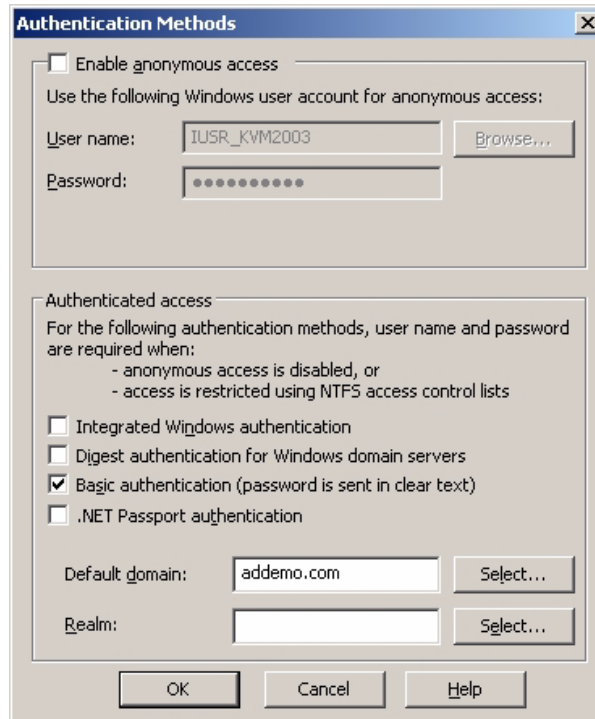 Authentication Methods
Enable anonymous access
Use the following Windows user account for anonymous access:
User name:
IUSR_KVM2003
Browse...
Password:
●●●●●●●●●●
Authenticated access
For the following authentication methods, user name and password
are required when:
- anonymous access is disabled, or
- access is restricted using NTFS access control lists
Integrated Windows authentication
Digest authentication for Windows domain servers
Basic authentication (password is sent in clear text)
.NET Passport authentication
Default domain:
addemo.com
Select...
Realm:
Select...
OK
Cancel
Help